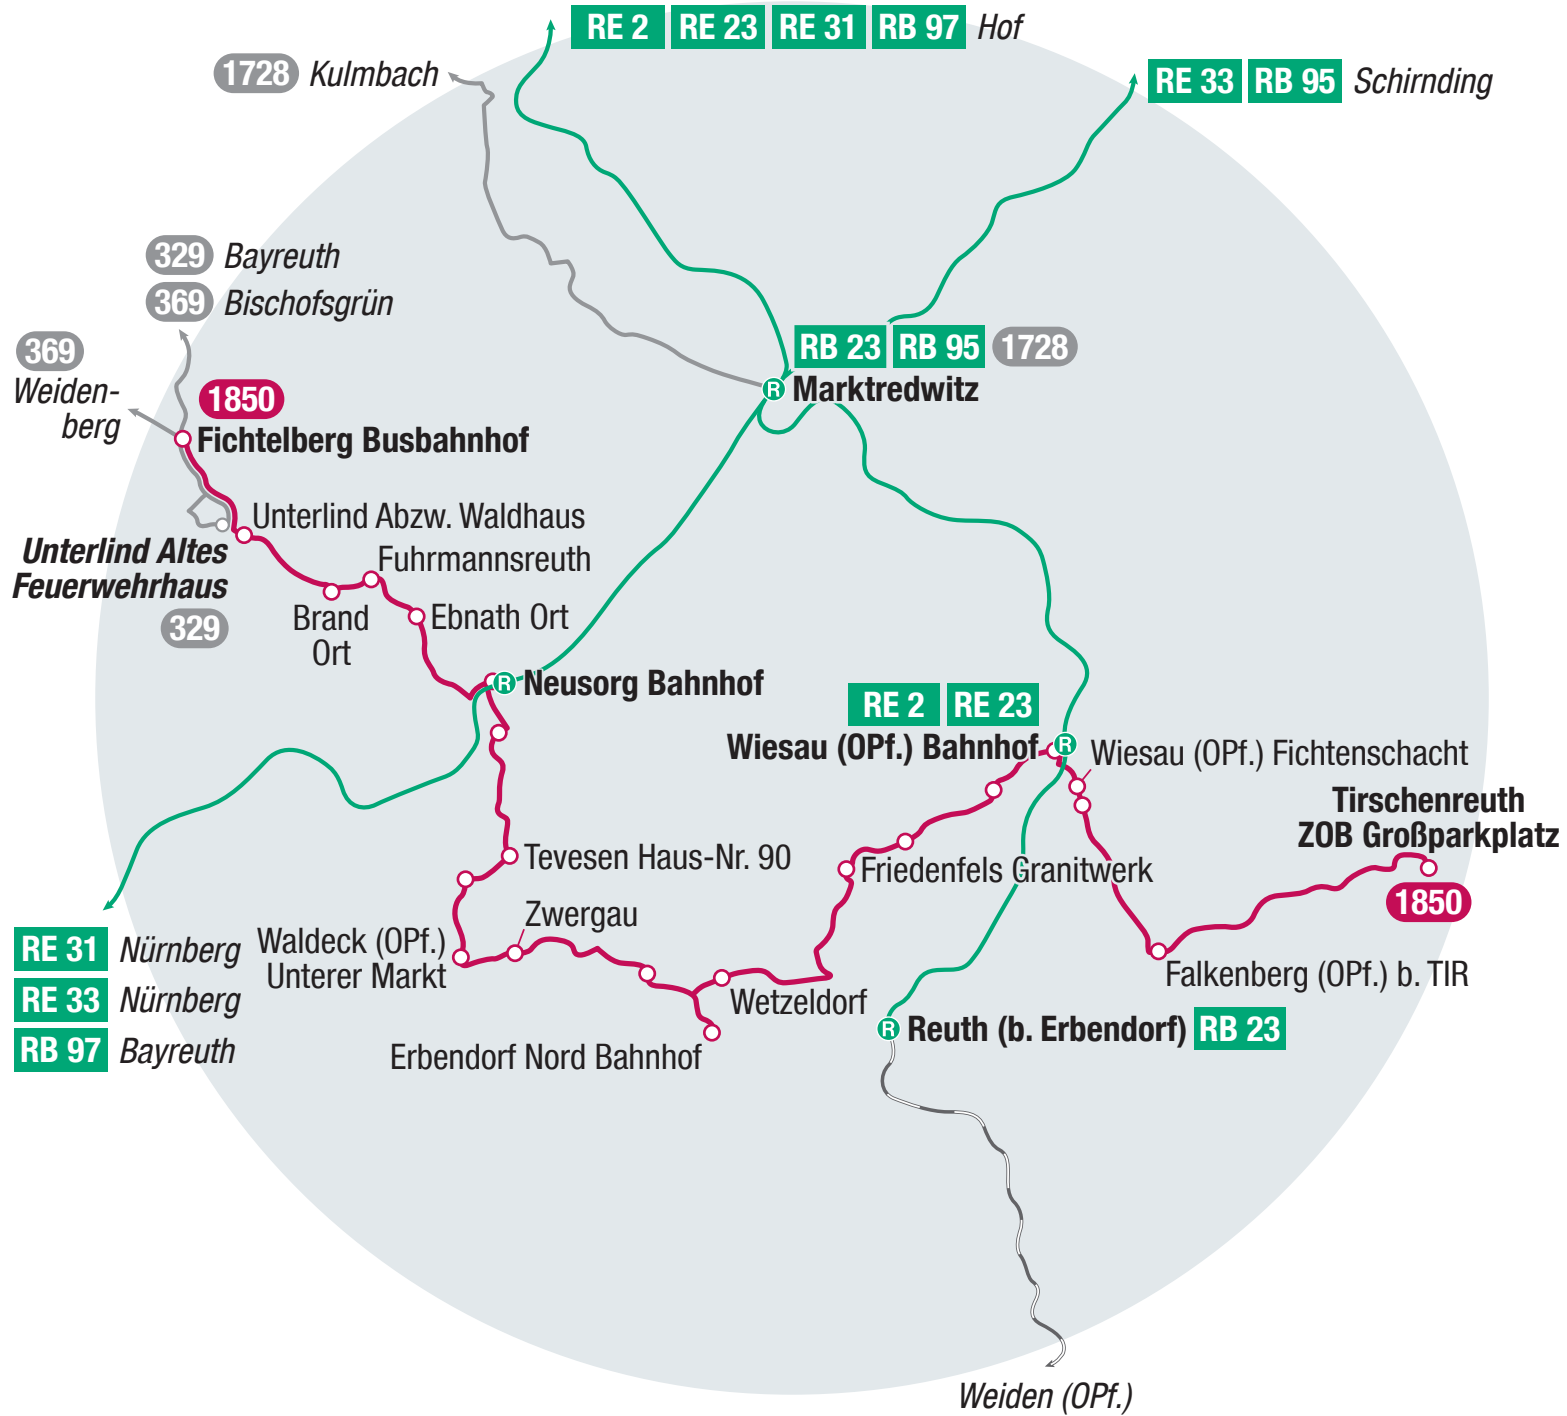 RE 2 RE 23 RE 31 RB 97 Hof
1728 Kulmbach
RE 33 RB 95 Schirnding
329 Bayreuth
369 Bischofsgrün
369
Weiden-
berg
1850
Fichtelberg Busbahnhof
RB 23 RB 95 1728
R Marktredwitz
Unterlind Abzw. Waldhaus
Unterlind Altes
Feuerwehrhaus
329
Fuhrmannsreuth
Brand
Ort
Ebnath Ort
R Neusorg Bahnhof
RE 2 RE 23
Wiesau (OPf.) Bahnhof R
Wiesau (OPf.) Fichtenschacht
Tirschenreuth
ZOB Großparkplatz
1850
Tevesen Haus-Nr. 90
Friedenfels Granitwerk
Zwergau
Waldeck (OPf.)
Unterer Markt
RE 31 Nürnberg
RE 33 Nürnberg
RB 97 Bayreuth
Falkenberg (OPf.) b. TIR
Wetzeldorf
Erbendorf Nord Bahnhof
R Reuth (b. Erbendorf) RB 23
Weiden (OPf.)